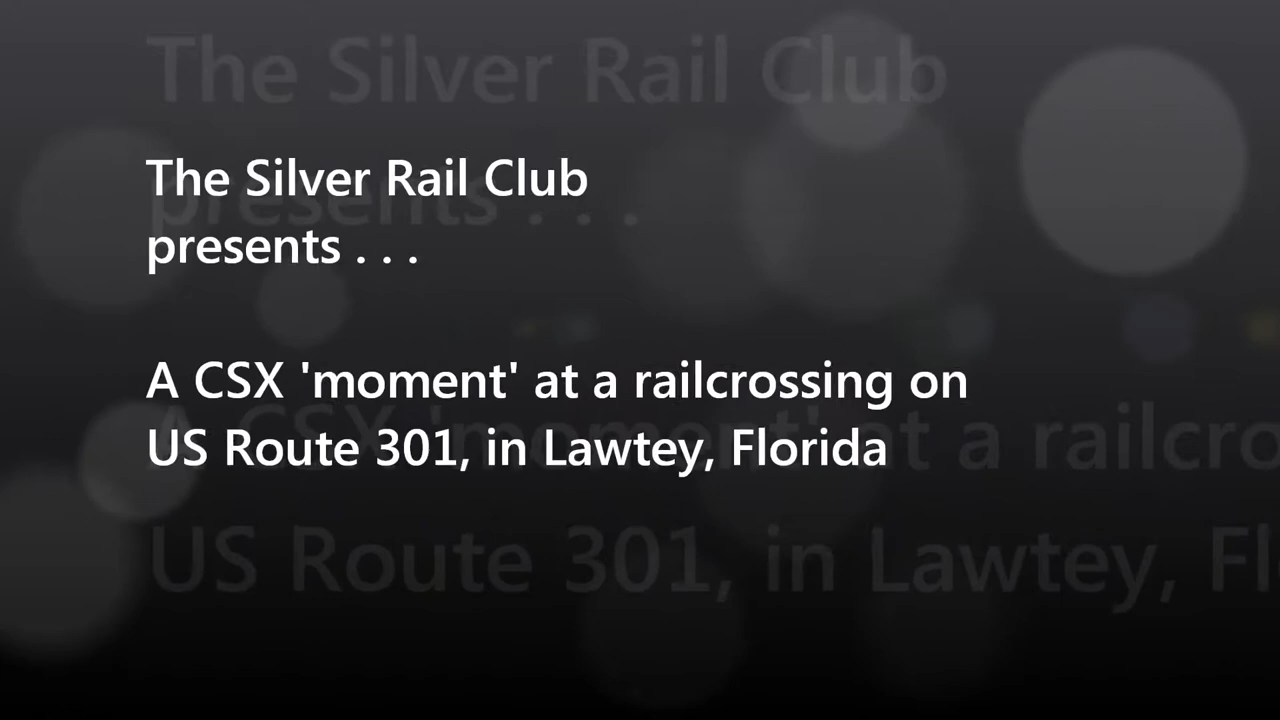 The Silver Rail Club
presents . . .
A CSX 'moment' at a railcrossing on
US Route 301, in Lawtey, Florida